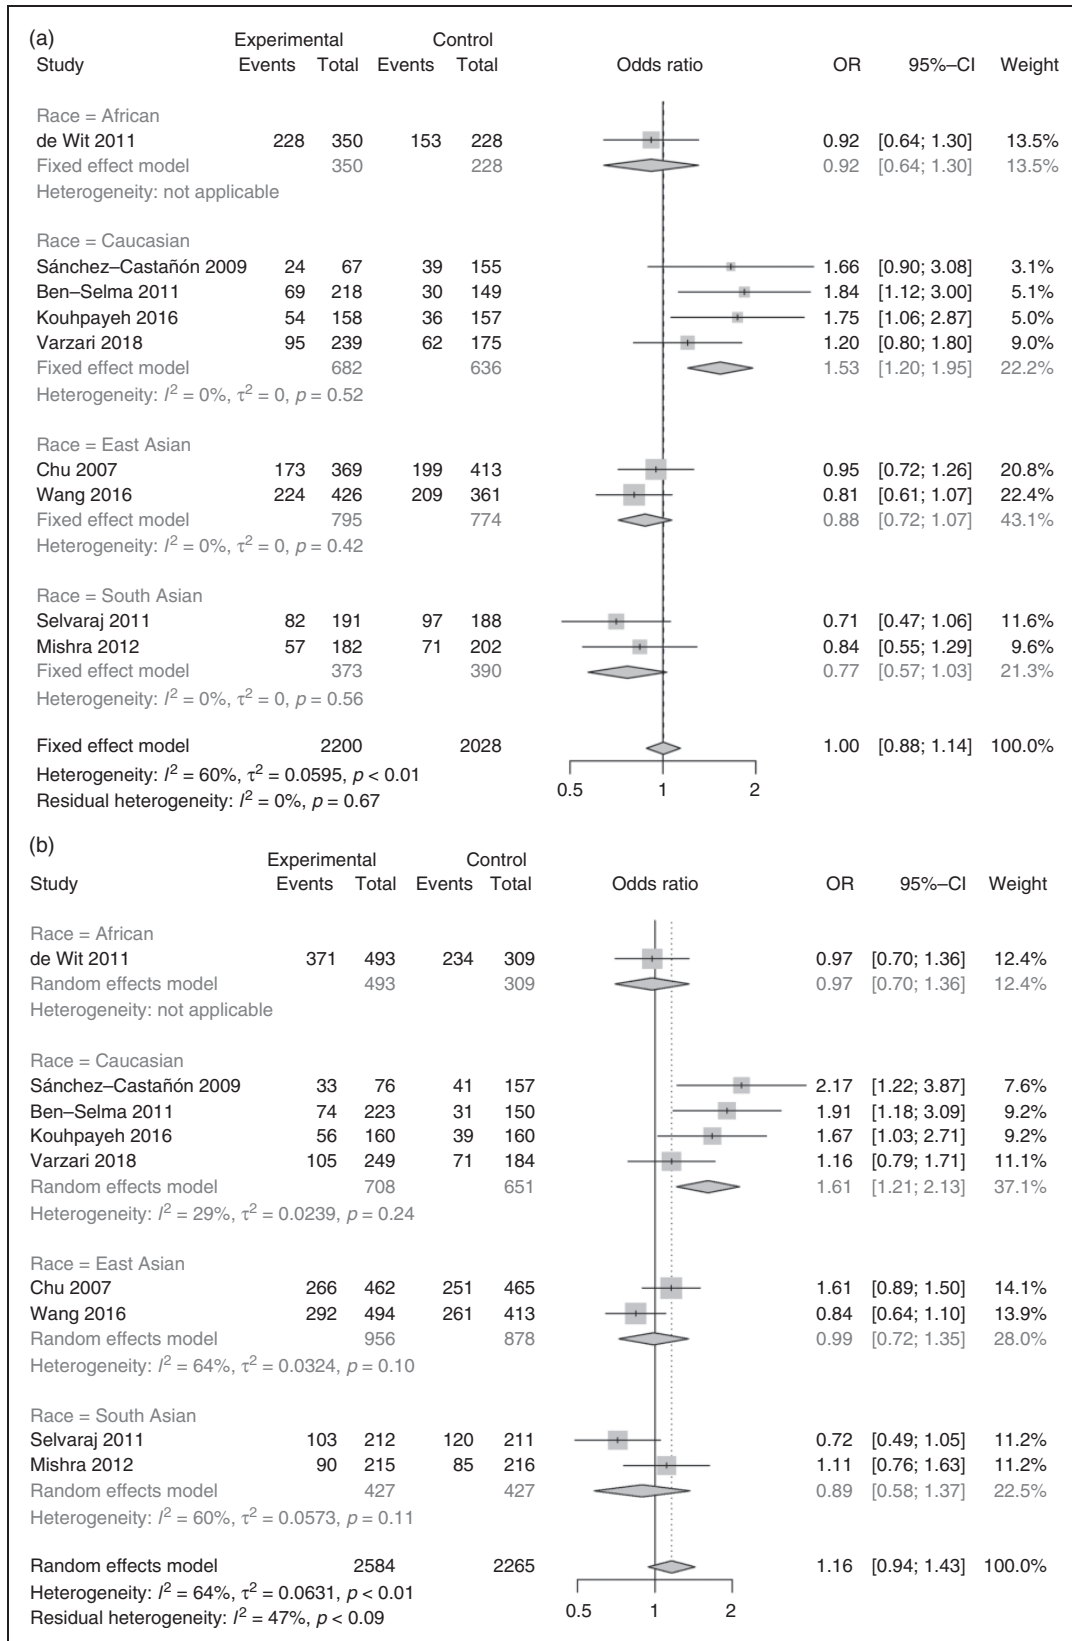 (a)
Experimental Control
Study Events Total Events Total Odds ratio OR 95%–CI Weight
Race = African
de Wit 2011 228 350 153 228 0.92 [0.64; 1.30] 13.5%
Fixed effect model 350 228 0.92 [0.64; 1.30] 13.5%
Heterogeneity: not applicable
Race = Caucasian
Sánchez–Castañón 2009 24 67 39 155 1.66 [0.90; 3.08] 3.1%
Ben–Selma 2011 69 218 30 149 1.84 [1.12; 3.00] 5.1%
Kouhpayeh 2016 54 158 36 157 1.75 [1.06; 2.87] 5.0%
Varzari 2018 95 239 62 175 1.20 [0.80; 1.80] 9.0%
Fixed effect model 682 636 1.53 [1.20; 1.95] 22.2%
Heterogeneity: I² = 0%, τ² = 0, p = 0.52
Race = East Asian
Chu 2007 173 369 199 413 0.95 [0.72; 1.26] 20.8%
Wang 2016 224 426 209 361 0.81 [0.61; 1.07] 22.4%
Fixed effect model 795 774 0.88 [0.72; 1.07] 43.1%
Heterogeneity: I² = 0%, τ² = 0, p = 0.42
Race = South Asian
Selvaraj 2011 82 191 97 188 0.71 [0.47; 1.06] 11.6%
Mishra 2012 57 182 71 202 0.84 [0.55; 1.29] 9.6%
Fixed effect model 373 390 0.77 [0.57; 1.03] 21.3%
Heterogeneity: I² = 0%, τ² = 0, p = 0.56
Fixed effect model 2200 2028 1.00 [0.88; 1.14] 100.0%
Heterogeneity: I² = 60%, τ² = 0.0595, p < 0.01
Residual heterogeneity: I² = 0%, p = 0.67
0.5 1 2
(b)
Experimental Control
Study Events Total Events Total Odds ratio OR 95%–CI Weight
Race = African
de Wit 2011 371 493 234 309 0.97 [0.70; 1.36] 12.4%
Random effects model 493 309 0.97 [0.70; 1.36] 12.4%
Heterogeneity: not applicable
Race = Caucasian
Sánchez–Castañón 2009 33 76 41 157 2.17 [1.22; 3.87] 7.6%
Ben–Selma 2011 74 223 31 150 1.91 [1.18; 3.09] 9.2%
Kouhpayeh 2016 56 160 39 160 1.67 [1.03; 2.71] 9.2%
Varzari 2018 105 249 71 184 1.16 [0.79; 1.71] 11.1%
Random effects model 708 651 1.61 [1.21; 2.13] 37.1%
Heterogeneity: I² = 29%, τ² = 0.0239, p = 0.24
Race = East Asian
Chu 2007 266 462 251 465 1.61 [0.89; 1.50] 14.1%
Wang 2016 292 494 261 413 0.84 [0.64; 1.10] 13.9%
Random effects model 956 878 0.99 [0.72; 1.35] 28.0%
Heterogeneity: I² = 64%, τ² = 0.0324, p = 0.10
Race = South Asian
Selvaraj 2011 103 212 120 211 0.72 [0.49; 1.05] 11.2%
Mishra 2012 90 215 85 216 1.11 [0.76; 1.63] 11.2%
Random effects model 427 427 0.89 [0.58; 1.37] 22.5%
Heterogeneity: I² = 60%, τ² = 0.0573, p = 0.11
Random effects model 2584 2265 1.16 [0.94; 1.43] 100.0%
Heterogeneity: I² = 64%, τ² = 0.0631, p < 0.01
Residual heterogeneity: I² = 47%, p < 0.09
0.5 1 2